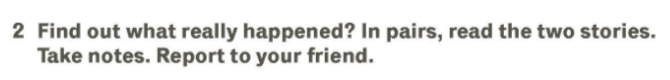 2 Find out what really happened? In pairs, read the two stories.
Take notes. Report to your friend.